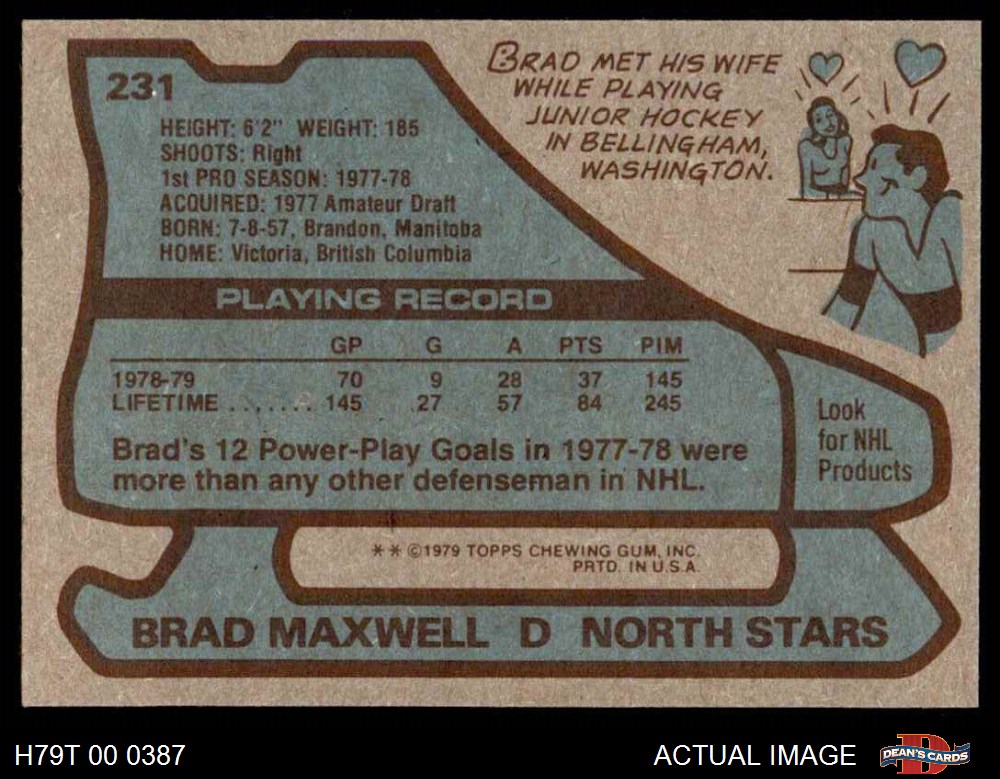 231
HEIGHT: 6'2" WEIGHT: 185
SHOOTS: Right
1st PRO SEASON: 1977-78
ACQUIRED: 1977 Amateur Draft
BORN: 7-8-57, Brandon, Manitoba
HOME: Victoria, British Columbia
BRAD MET HIS WIFE
WHILE PLAYING
JUNIOR HOCKEY
IN BELLINGHAM,
WASHINGTON.
PLAYING RECORD
GP G A PTS PIM
1978-79 70 9 28 37 145
LIFETIME ....... 145 27 57 84 245
Brad's 12 Power-Play Goals in 1977-78 were
more than any other defenseman in NHL.
Look
for NHL
Products
** ©1979 TOPPS CHEWING GUM, INC.
PRTD. IN U.S.A.
BRAD MAXWELL D NORTH STARS
H79T 00 0387
ACTUAL IMAGE
DEAN'S CARDS